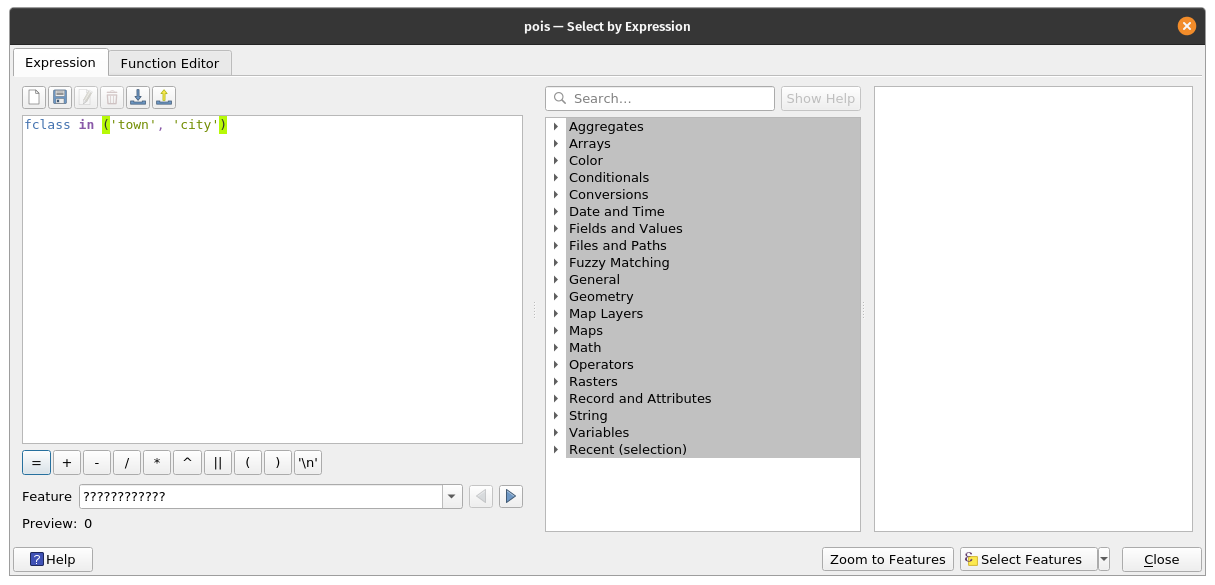 pois — Select by Expression
Expression
Function Editor
fclass in ('town', 'city')
= + - / * ^ || ( ) '\n'
Feature ????????????
Preview: 0
Search…
Show Help
Aggregates
Arrays
Color
Conditionals
Conversions
Date and Time
Fields and Values
Files and Paths
Fuzzy Matching
General
Geometry
Map Layers
Maps
Math
Operators
Rasters
Record and Attributes
String
Variables
Recent (selection)
? Help
Zoom to Features
Select Features
Close